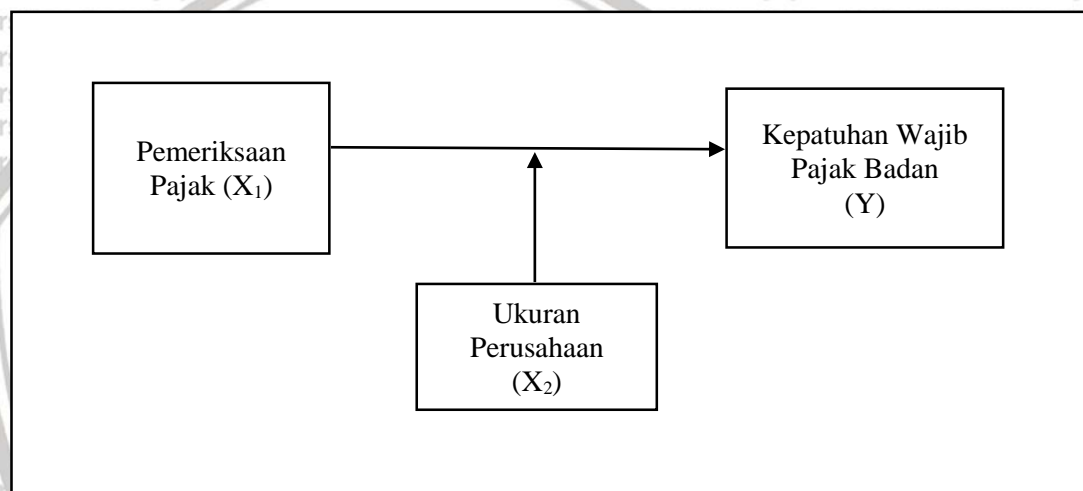 Pemeriksaan
Pajak (X₁)
Kepatuhan Wajib
Pajak Badan
(Y)
Ukuran
Perusahaan
(X₂)